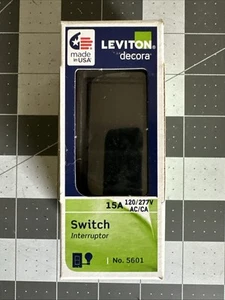 made in USA
LEVITON
decora
15A 120/277V
AC/CA
Switch
Interruptor
No. 5601